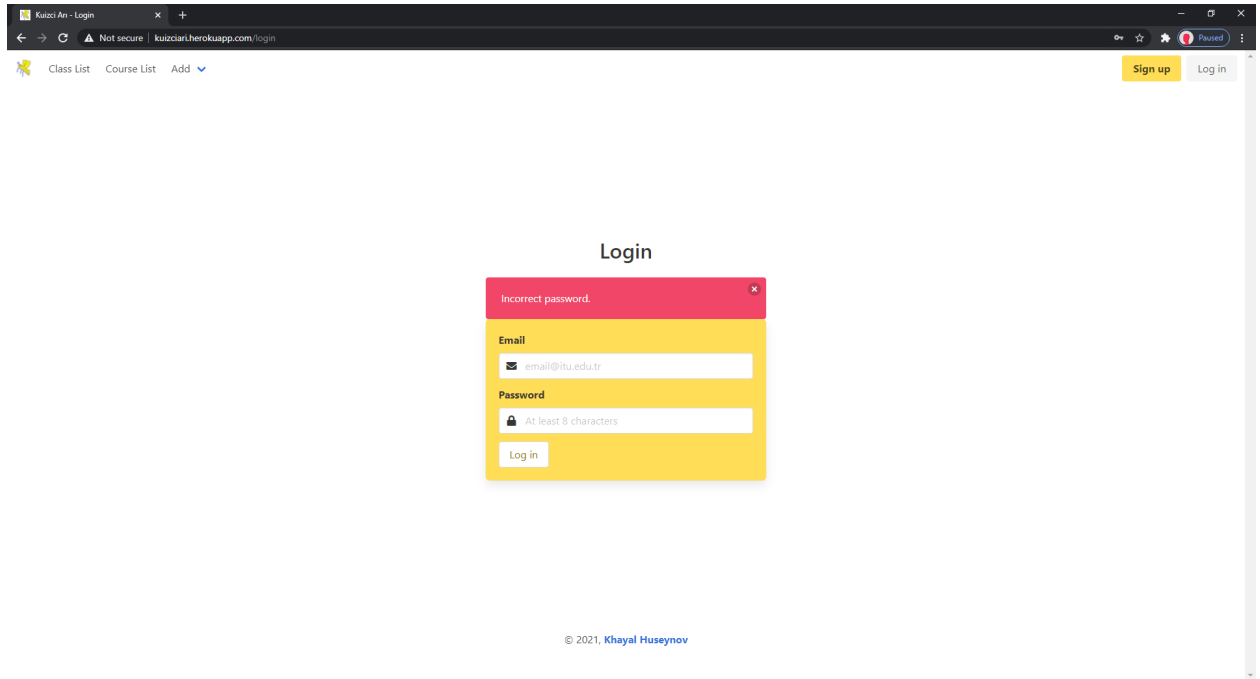 Kuizci Arı - Login
Not secure | kuizciari.herokuapp.com/login
Paused
Class List Course List Add
Sign up Log in
Login
Incorrect password.
Email
email@itu.edu.tr
Password
At least 8 characters
Log in
© 2021, Khayal Huseynov